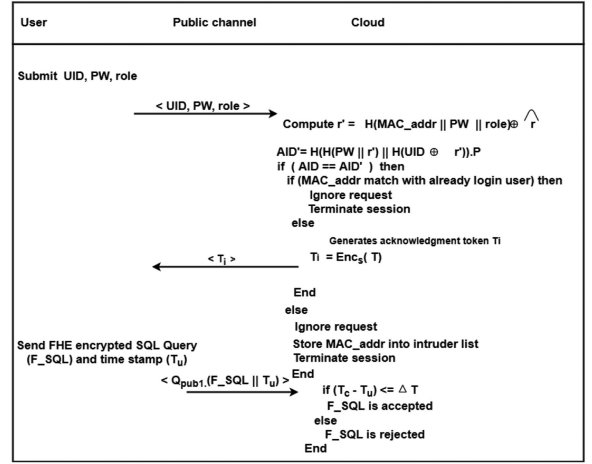 User Public channel Cloud
Submit UID, PW, role
< UID, PW, role >
Compute r' = H(MAC_addr || PW || role)⊕ r̂
AID'= H(H(PW || r') || H(UID ⊕ r')).P
if ( AID == AID' ) then
if (MAC_addr match with already login user) then
Ignore request
Terminate session
else
Generates acknowledgment token Ti
< Tᵢ > Ti = Encₛ( T)
End
else
Ignore request
Send FHE encrypted SQL Query Store MAC_addr into intruder list
(F_SQL) and time stamp (Tᵤ) Terminate session
< Q_pub1.(F_SQL || Tᵤ) > End
if (T_c - Tᵤ) <= △ T
F_SQL is accepted
else
F_SQL is rejected
End